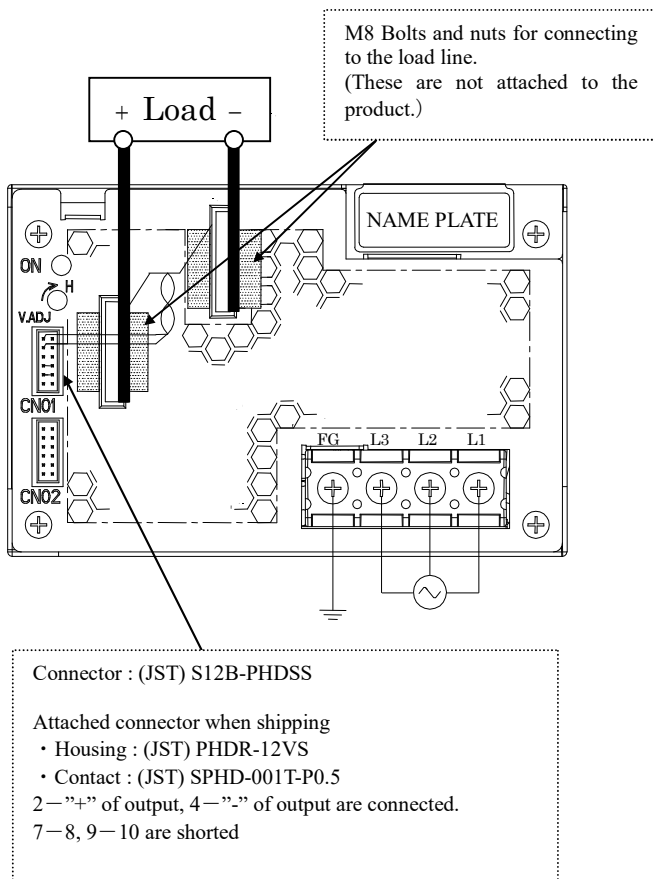 M8 Bolts and nuts for connecting
to the load line.
(These are not attached to the
product.）
+ Load −
NAME PLATE
ON
H
V.ADJ
CN01
CN02
FG L3 L2 L1
Connector : (JST) S12B-PHDSS
Attached connector when shipping
・Housing : (JST) PHDR-12VS
・Contact : (JST) SPHD-001T-P0.5
2－”+” of output, 4－”-” of output are connected.
7－8, 9－10 are shorted